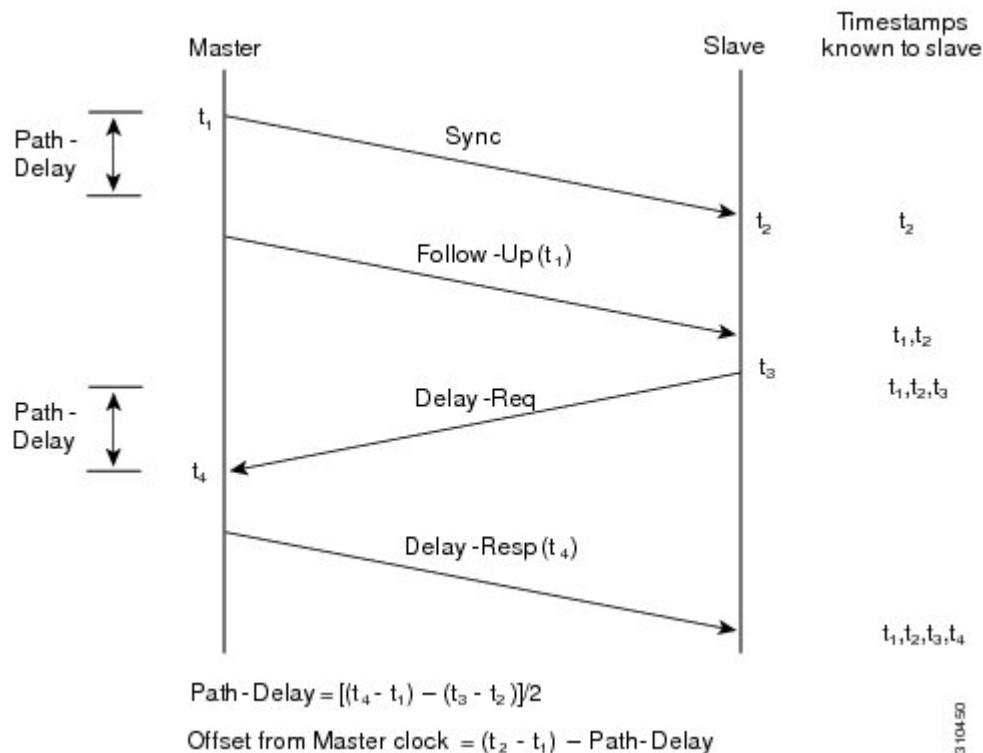 Timestamps
known to slave
Master
Slave
t₁
Path -
Delay
Sync
t₂
t₂
Follow -Up (t₁)
t₁,t₂
t₃
t₁,t₂,t₃
Delay -Req
Path -
Delay
t₄
Delay -Resp (t₄)
t₁,t₂,t₃,t₄
Path - Delay = [(t₄ - t₁) – (t₃ - t₂)]/2
Offset from Master clock = (t₂ - t₁) – Path - Delay
310450